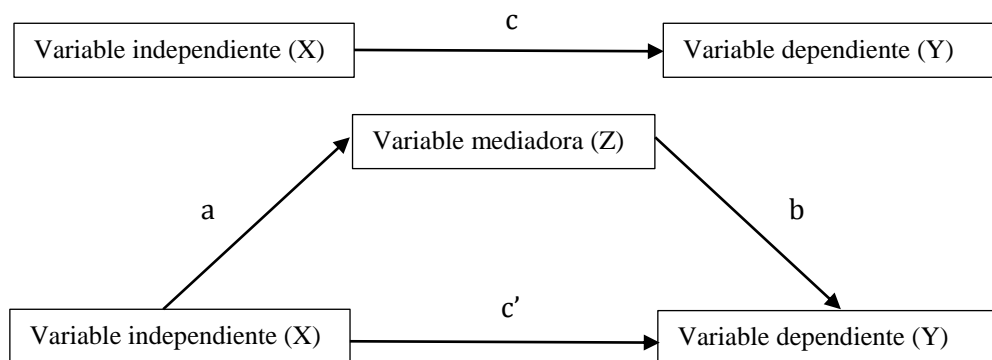 c
Variable independiente (X)
Variable dependiente (Y)
Variable mediadora (Z)
a
b
c’
Variable independiente (X)
Variable dependiente (Y)